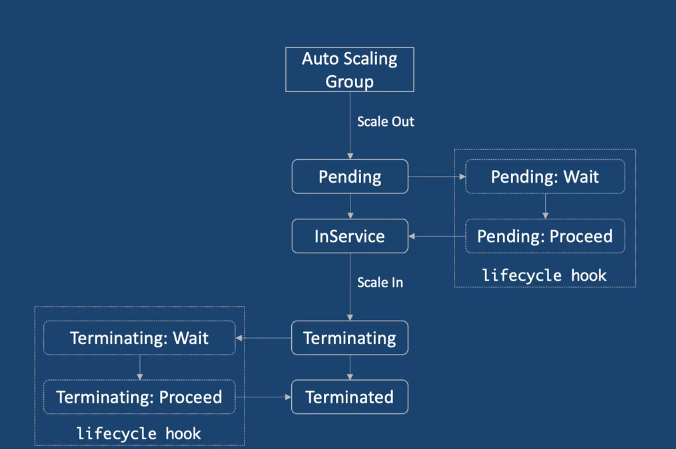 Auto Scaling
Group
Scale Out
Pending
Pending: Wait
InService
Pending: Proceed
lifecycle hook
Scale In
Terminating: Wait
Terminating
Terminating: Proceed
Terminated
lifecycle hook